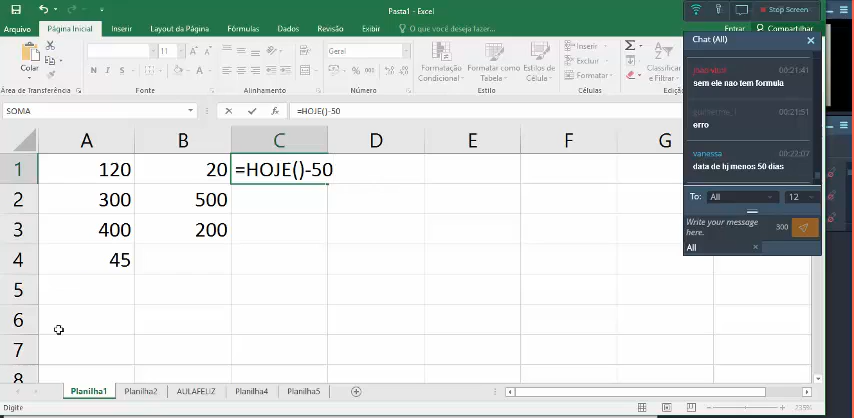 Pasta1 - Excel
Stop Screen
Arquivo Página Inicial Inserir Layout da Página Fórmulas Dados Revisão Exibir O que você deseja fazer... Entrar Compartilhar
Colar
N I S
11
Geral
Formatação Condicional
Formatar como Tabela
Estilos de Célula
Inserir
Excluir
Formatar
Classificar e Filtrar
Área de Transferência Fonte Alinhamento Número Estilo Células
SOMA =HOJE()-50
A B C D E F G
1 120 20 =HOJE()-50
2 300 500
3 400 200
4 45
5
6
7
8
Chat (All)
00:21:41
sem ele nao tem formula
00:21:51
erro
vanessa 00:22:07
data de hj menos 50 dias
To: All 12
Write your message here. 300
All
Planilha1 Planilha2 AULAFELIZ Planilha4 Planilha5
Digite 235%